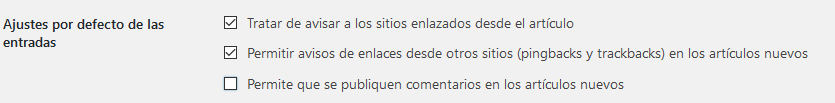 Ajustes por defecto de las entradas
Tratar de avisar a los sitios enlazados desde el artículo
Permitir avisos de enlaces desde otros sitios (pingbacks y trackbacks) en los artículos nuevos
Permite que se publiquen comentarios en los artículos nuevos